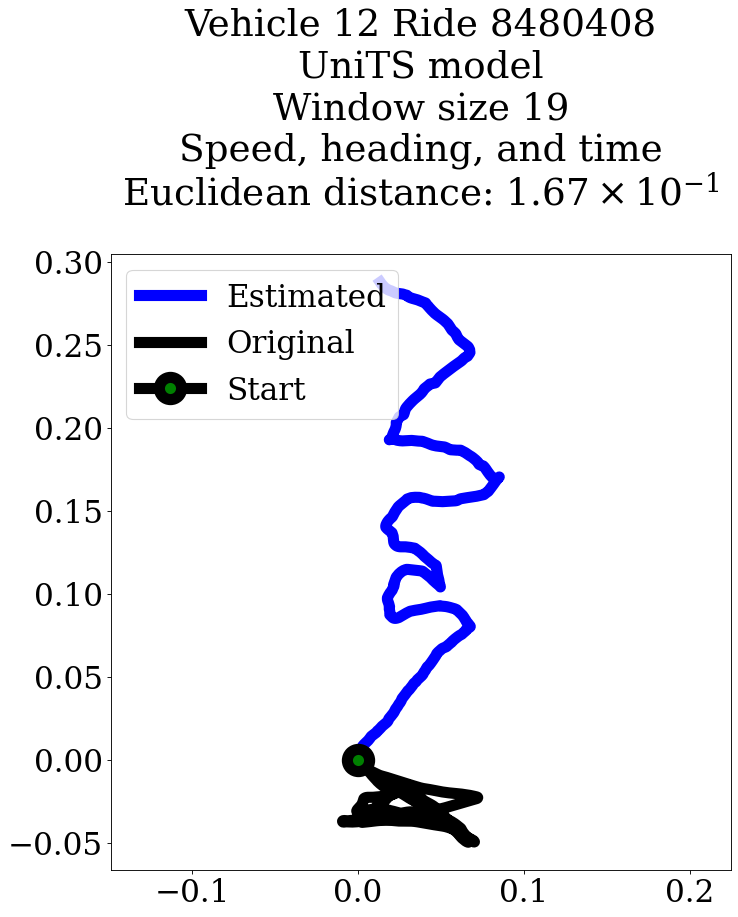 Vehicle 12 Ride 8480408
UniTS model
Window size 19
Speed, heading, and time
Euclidean distance: 1.67 × 10⁻¹
0.30
0.25
0.20
0.15
0.10
0.05
0.00
−0.05
Estimated
Original
Start
−0.1
0.0
0.1
0.2